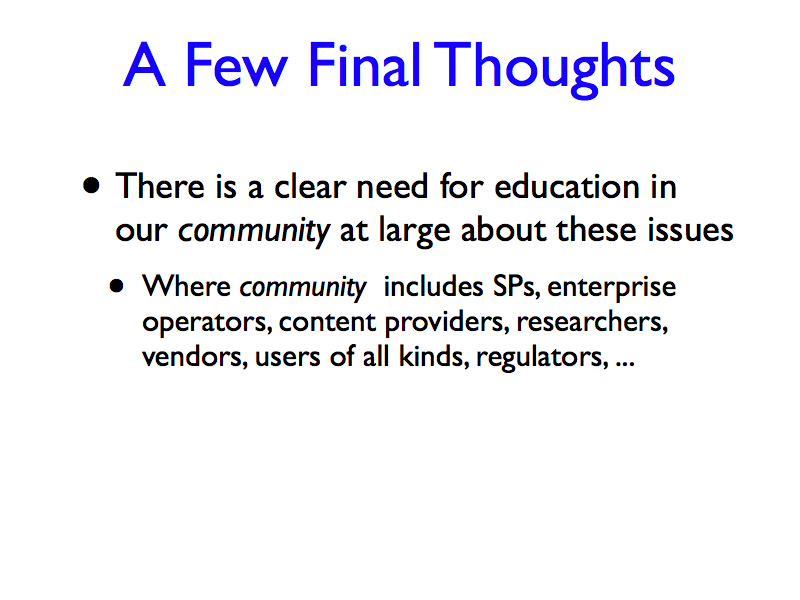 A Few Final Thoughts
• There is a clear need for education in
our community at large about these issues
• Where community includes SPs, enterprise
operators, content providers, researchers,
vendors, users of all kinds, regulators, ...